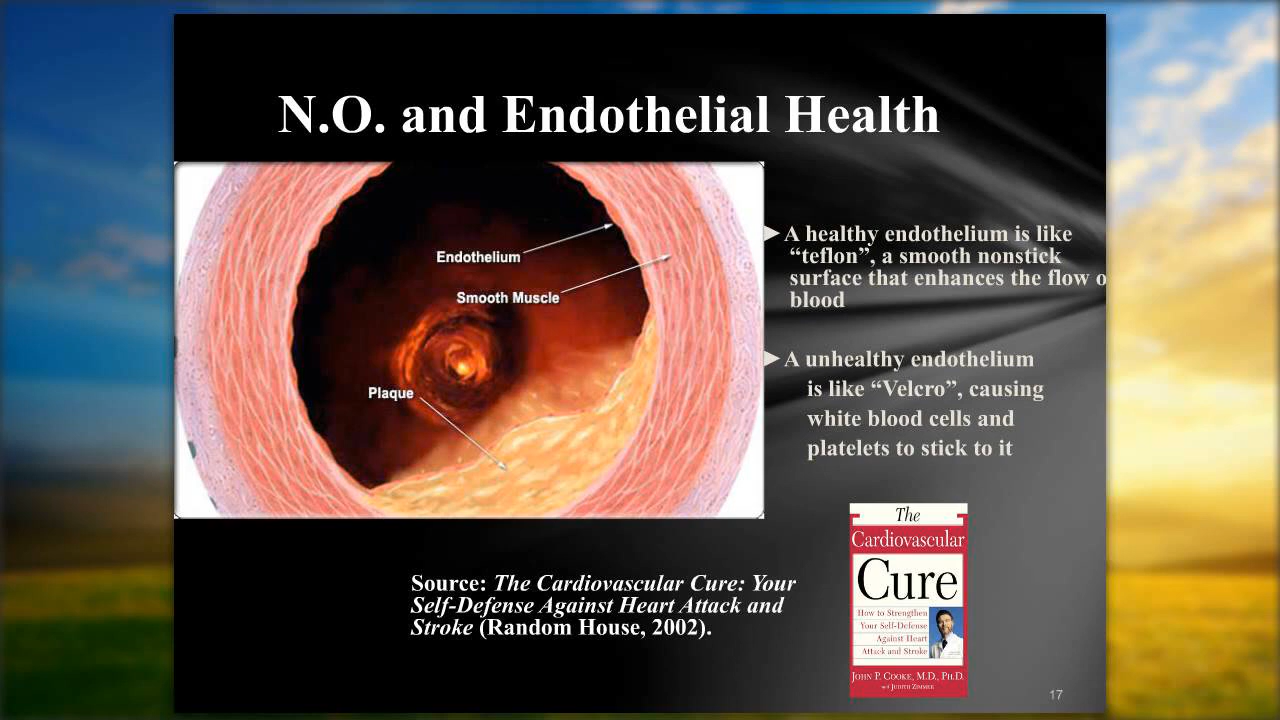 N.O. and Endothelial Health
Endothelium
Smooth Muscle
Plaque
➤A healthy endothelium is like
“teflon”, a smooth nonstick
surface that enhances the flow o
blood
➤A unhealthy endothelium
is like “Velcro”, causing
white blood cells and
platelets to stick to it
Source: The Cardiovascular Cure: Your
Self-Defense Against Heart Attack and
Stroke (Random House, 2002).
The
Cardiovascular
Cure
How to Strengthen
Your Self-Defense
Against Heart
Attack and Stroke
JOHN P. COOKE, M.D., PH.D.
with JUDITH ZIMMER
17